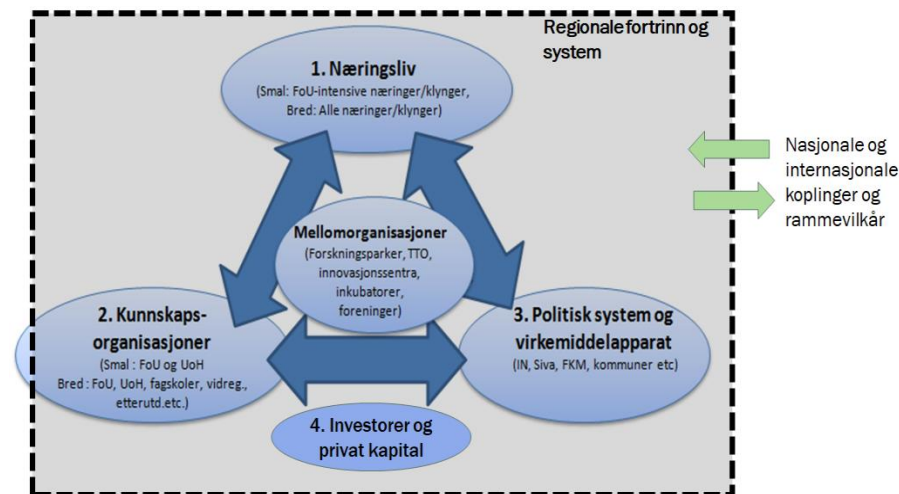 Regionale fortrinn og
system
1. Næringsliv
(Smal: FoU-intensive næringer/klynger,
Bred: Alle næringer/klynger)
Nasjonale og
internasjonale
koplinger og
rammevilkår
Mellomorganisasjoner
(Forskningsparker, TTO,
innovasjonssentra,
inkubatorer,
foreninger)
2. Kunnskaps-
organisasjoner
(Smal : FoU og UoH
Bred : FoU, UoH, fagskoler, vidreg.,
etterutd.etc.)
3. Politisk system og
virkemiddelapparat
(IN, Siva, FKM, kommuner etc)
4. Investorer og
privat kapital